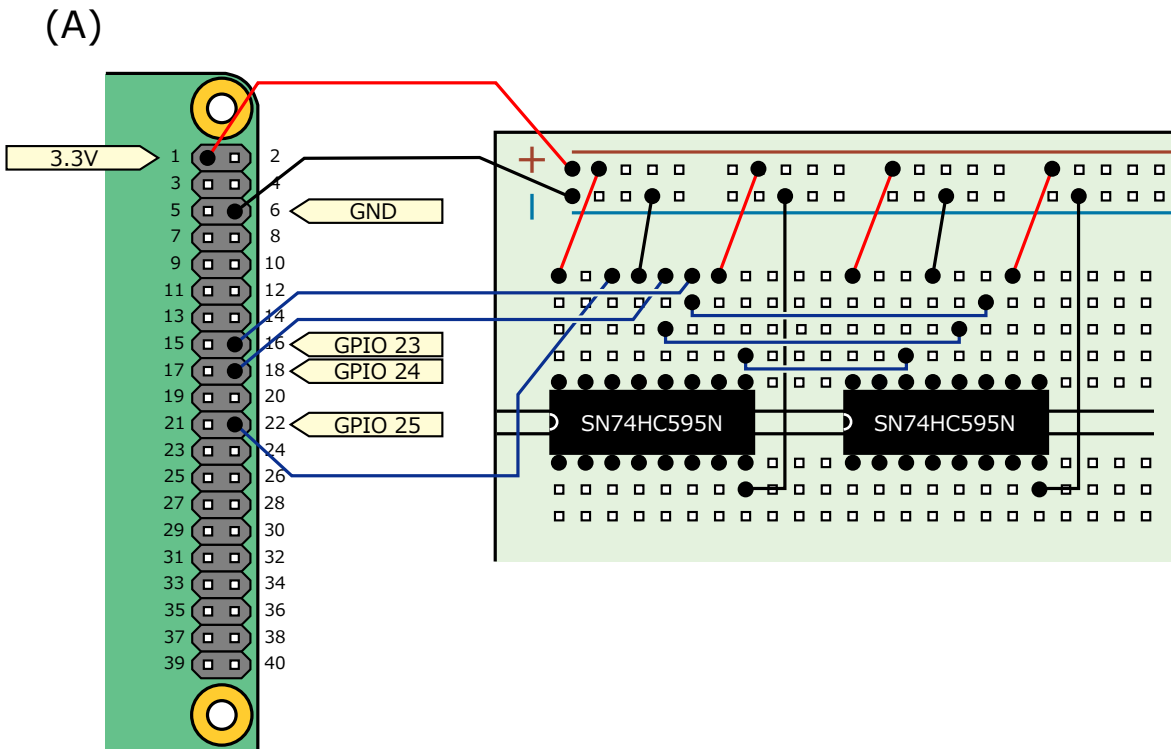 (A)
3.3V
1 2
3 4
5 6 GND
7 8
9 10
11 12
13 14
15 16 GPIO 23
17 18 GPIO 24
19 20
21 22 GPIO 25
23 24
25 26
27 28
29 30
31 32
33 34
35 36
37 38
39 40
+
−
SN74HC595N SN74HC595N